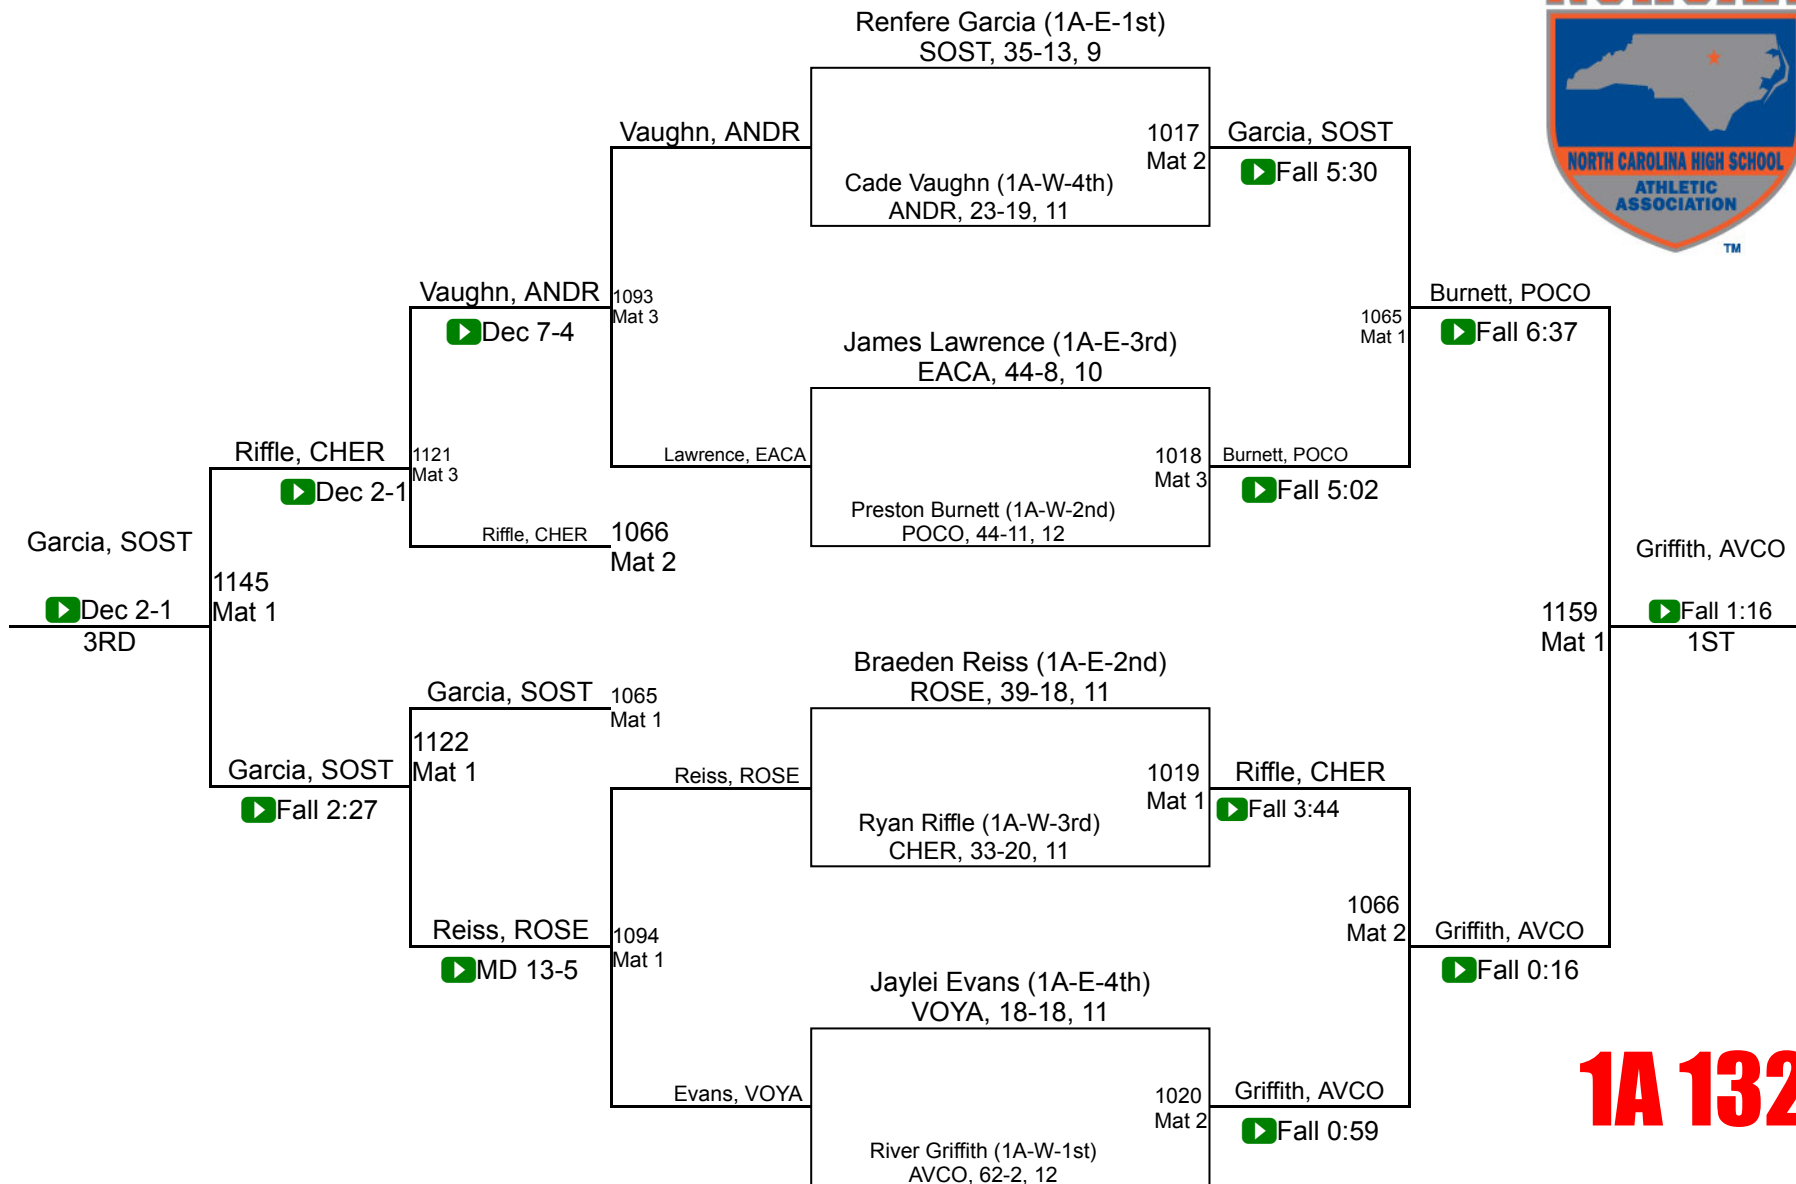 Renfere Garcia (1A-E-1st)
SOST, 35-13, 9
Vaughn, ANDR
1017
Mat 2
Garcia, SOST
Fall 5:30
Cade Vaughn (1A-W-4th)
ANDR, 23-19, 11
NORTH CAROLINA HIGH SCHOOL
ATHLETIC
ASSOCIATION
TM
Vaughn, ANDR
Dec 7-4
1093
Mat 3
James Lawrence (1A-E-3rd)
EACA, 44-8, 10
1065
Mat 1
Burnett, POCO
Fall 6:37
Riffle, CHER
Dec 2-1
1121
Mat 3
Lawrence, EACA
1018
Mat 3
Burnett, POCO
Fall 5:02
Preston Burnett (1A-W-2nd)
POCO, 44-11, 12
Riffle, CHER
1066
Mat 2
Garcia, SOST
Dec 2-1
3RD
1145
Mat 1
Griffith, AVCO
1159
Mat 1
Fall 1:16
1ST
Braeden Reiss (1A-E-2nd)
ROSE, 39-18, 11
Garcia, SOST
1065
Mat 1
1122
Mat 1
Garcia, SOST
Fall 2:27
Reiss, ROSE
1019
Mat 1
Riffle, CHER
Fall 3:44
Ryan Riffle (1A-W-3rd)
CHER, 33-20, 11
Reiss, ROSE
MD 13-5
1094
Mat 1
1066
Mat 2
Griffith, AVCO
Fall 0:16
Jaylei Evans (1A-E-4th)
VOYA, 18-18, 11
Evans, VOYA
1020
Mat 2
Griffith, AVCO
Fall 0:59
River Griffith (1A-W-1st)
AVCO, 62-2, 12
1A 132